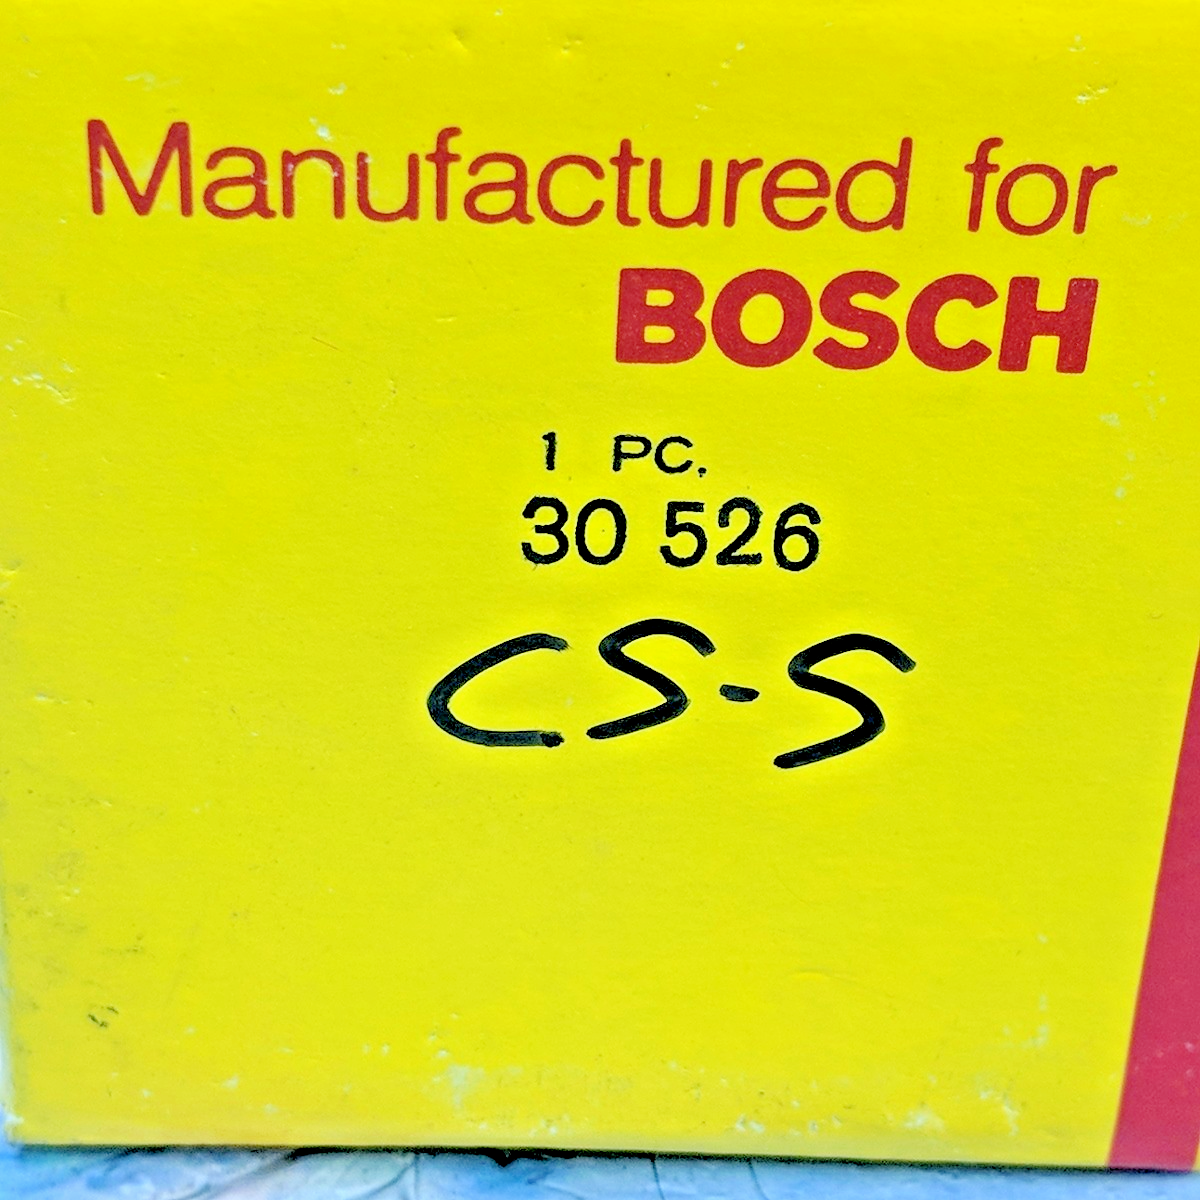 Manufactured for
BOSCH
1 PC.
30 526
CS-S